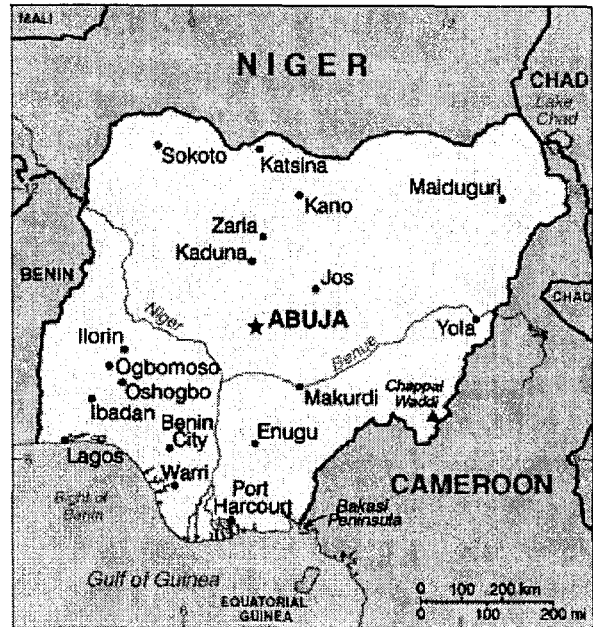 MALI
NIGER
CHAD
Lake
Chad
Sokoto
Katsina
Kano
Maiduguri
12
Zaria
Kaduna
BENIN
Jos
CHAD
Niger
ABUJA
Yola
Ilorin
Benue
Ogbomoso
Oshogbo
Makurdi
Chappal
Waddi
Ibadan
Benin
City
Enugu
Lagos
Warri
CAMEROON
Bight of
Benin
Port
Harcourt
Bakasi
Peninsula
Gulf of Guinea
0 100 200 km
EQUATORIAL
GUINEA
0 100 200 mi